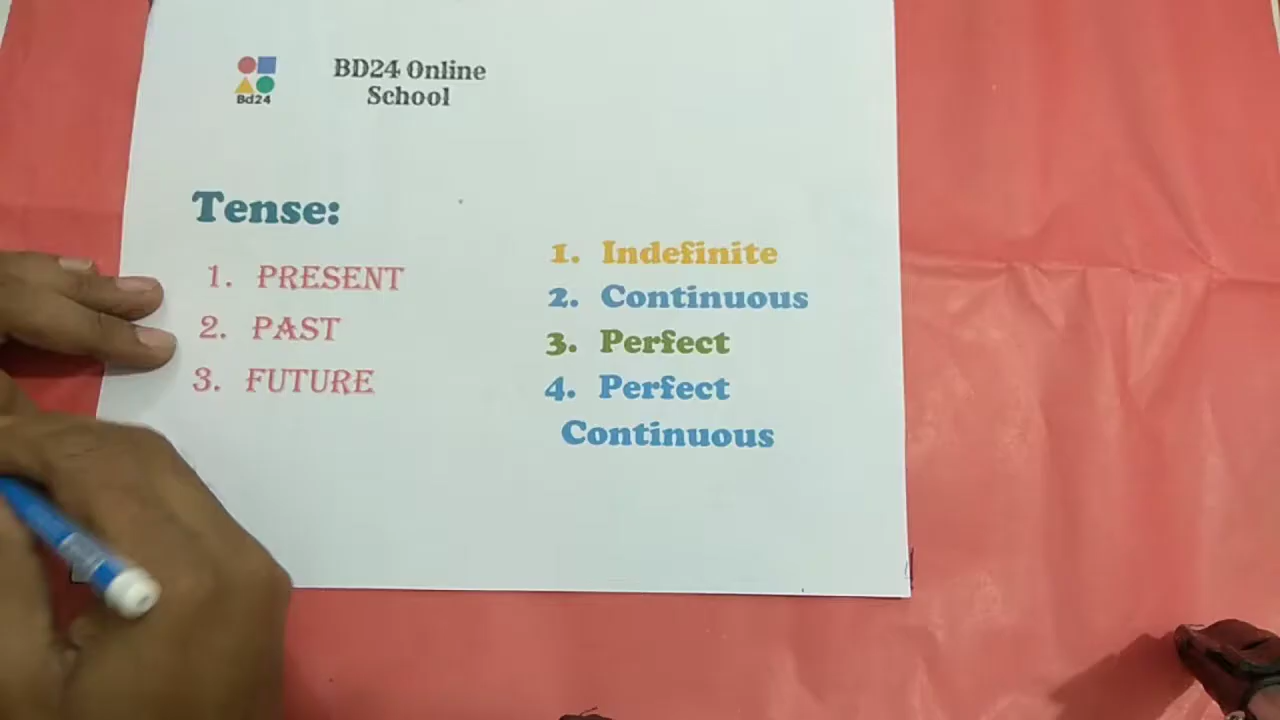 Bd24
BD24 Online
School
Tense:
1. PRESENT
2. PAST
3. FUTURE
1. Indefinite
2. Continuous
3. Perfect
4. Perfect
Continuous